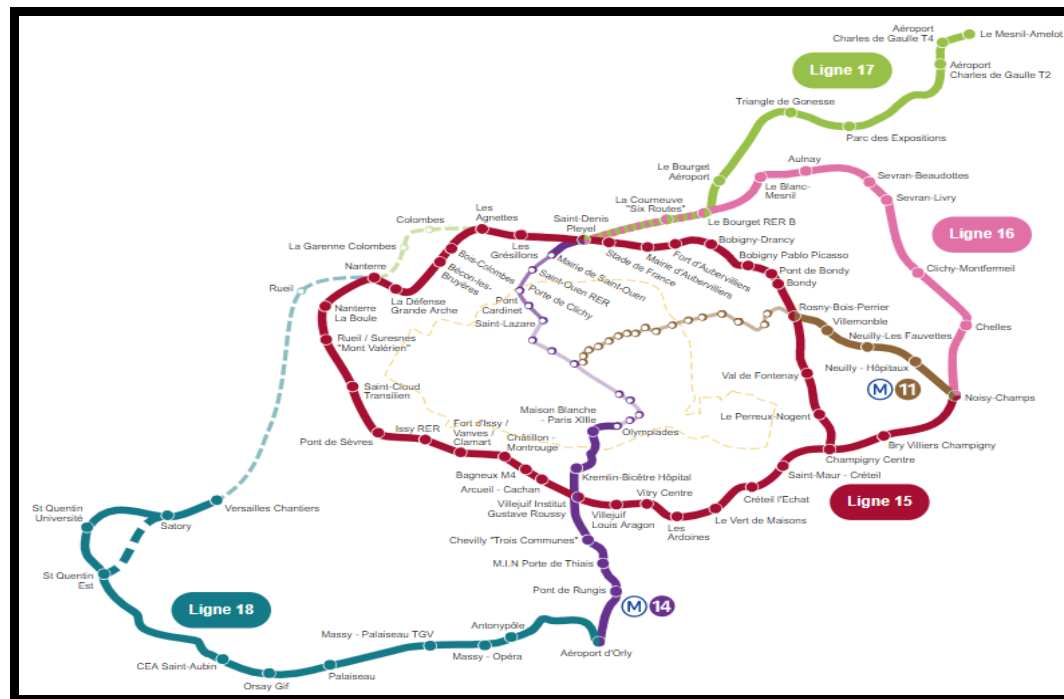 Aéroport
Charles de Gaulle T4
Le Mesnil-Amelot
Aéroport
Charles de Gaulle T2
Ligne 17
Triangle de Gonesse
Parc des Expositions
Le Bourget
Aéroport
Aulnay
Sevran-Beaudottes
Le Blanc-
Mesnil
Sevran-Livry
La Courneuve
"Six Routes"
Le Bourget RER B
Ligne 16
Clichy-Montfermeil
Chelles
Noisy-Champs
Colombes
Les
Agnettes
Saint-Denis
Pleyel
La Garenne Colombes
Les
Grésillons
Stade de France
Mairie d'Aubervilliers
Fort d'Aubervilliers
Bobigny-Drancy
Bobigny Pablo Picasso
Pont de Bondy
Bondy
Nanterre
Rueil
Bois-Colombes
Bécon-les-
Bruyères
La Défense
Grande Arche
Mairie de Saint-Ouen
Saint-Ouen RER
Porte de Clichy
Pont
Cardinet
Saint-Lazare
Rosny-Bois-Perrier
Villemonble
Neuilly-Les Fauvettes
Neuilly - Hôpitaux
M 11
Nanterre
La Boule
Rueil / Suresnes
"Mont Valérien"
Saint-Cloud
Transilien
Val de Fontenay
Le Perreux-Nogent
Pont de Sèvres
Issy RER
Fort d'Issy /
Vanves /
Clamart
Châtillon -
Montrouge
Maison Blanche
- Paris XIIIe
Olympiades
Bry Villiers Champigny
Champigny Centre
Saint-Maur - Créteil
Bagneux M4
Arcueil - Cachan
Kremlin-Bicêtre Hôpital
Villejuif Institut
Gustave Roussy
Villejuif
Louis Aragon
Vitry Centre
Les
Ardoines
Le Vert de Maisons
Créteil l'Echat
Ligne 15
St Quentin
Université
Satory
Versailles Chantiers
Chevilly "Trois Communes"
M.I.N Porte de Thiais
Pont de Rungis
M 14
St Quentin
Est
Ligne 18
CEA Saint-Aubin
Orsay Gif
Palaiseau
Massy - Palaiseau TGV
Massy - Opéra
Antonypôle
Aéroport d'Orly